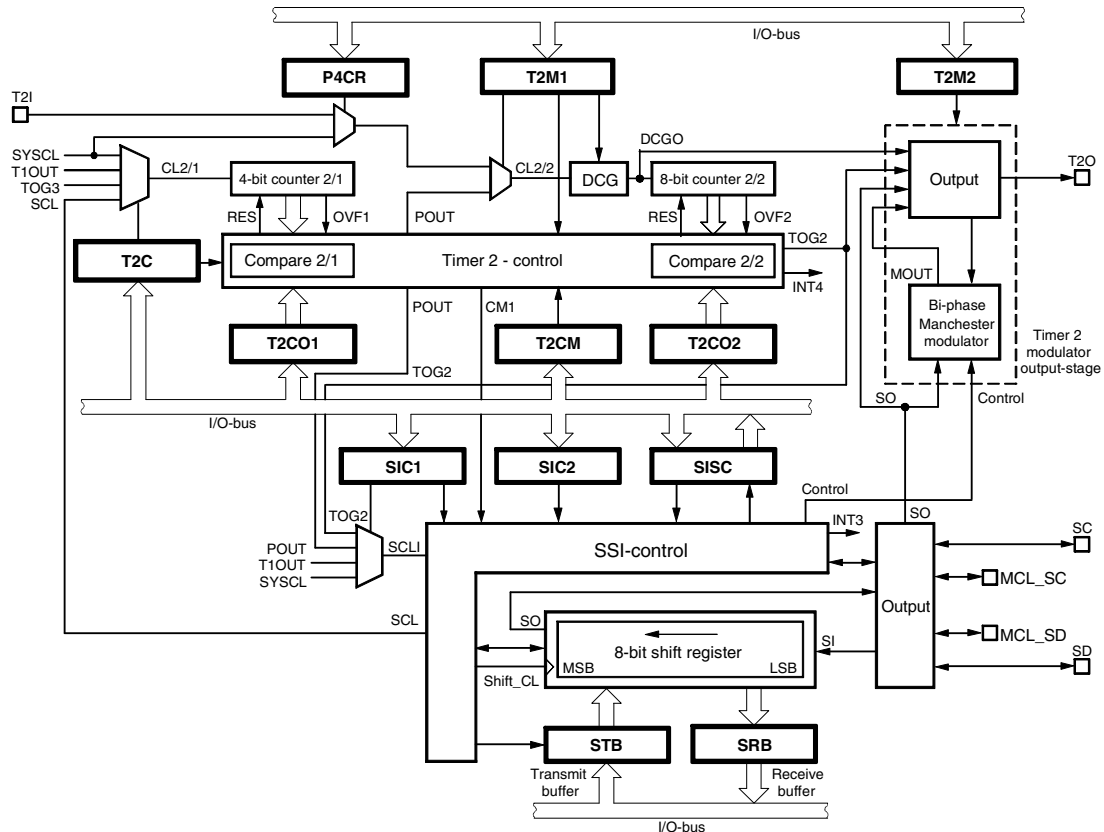 I/O-bus
P4CR
T2M1
T2M2
T2I
DCGO
SYSCL
T1OUT
TOG3
SCL
CL2/1
4-bit counter 2/1
CL2/2
DCG
8-bit counter 2/2
Output
T2O
RES
OVF1
POUT
RES
OVF2
TOG2
T2C
Compare 2/1
Timer 2 - control
Compare 2/2
INT4
MOUT
Bi-phase
Manchester
modulator
POUT
CM1
T2CO1
T2CM
T2CO2
Timer 2
modulator
output-stage
TOG2
SO
Control
I/O-bus
SIC1
SIC2
SISC
Control
TOG2
SO
INT3
POUT
T1OUT
SYSCL
SCLI
SSI-control
SC
MCL_SC
Output
SCL
SO
SI
MCL_SD
SD
8-bit shift register
MSB
LSB
Shift_CL
STB
SRB
Transmit
buffer
Receive
buffer
I/O-bus